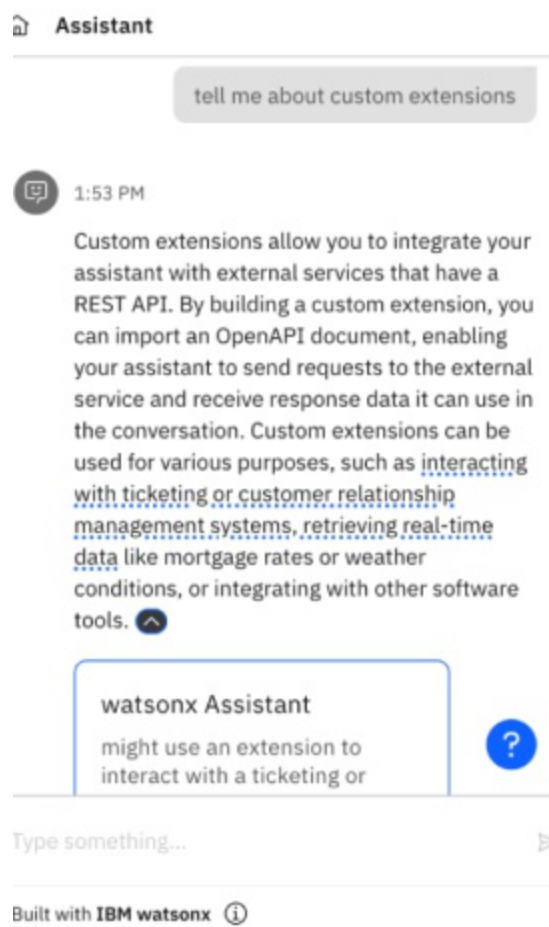 Assistant
tell me about custom extensions
1:53 PM
Custom extensions allow you to integrate your
assistant with external services that have a
REST API. By building a custom extension, you
can import an OpenAPI document, enabling
your assistant to send requests to the external
service and receive response data it can use in
the conversation. Custom extensions can be
used for various purposes, such as interacting
with ticketing or customer relationship
management systems, retrieving real-time
data like mortgage rates or weather
conditions, or integrating with other software
tools.
watsonx Assistant
might use an extension to
interact with a ticketing or
?
Type something...
Built with IBM watsonx